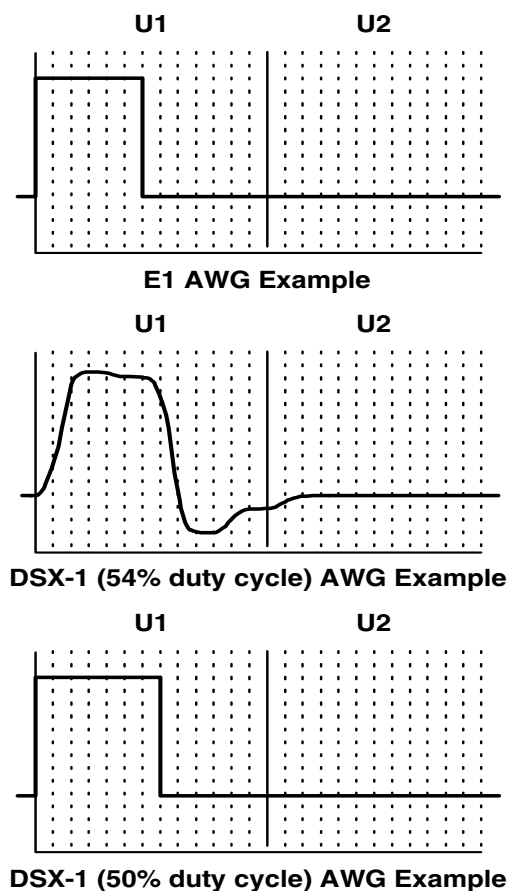 U1 U2
E1 AWG Example
U1 U2
DSX-1 (54% duty cycle) AWG Example
U1 U2
DSX-1 (50% duty cycle) AWG Example